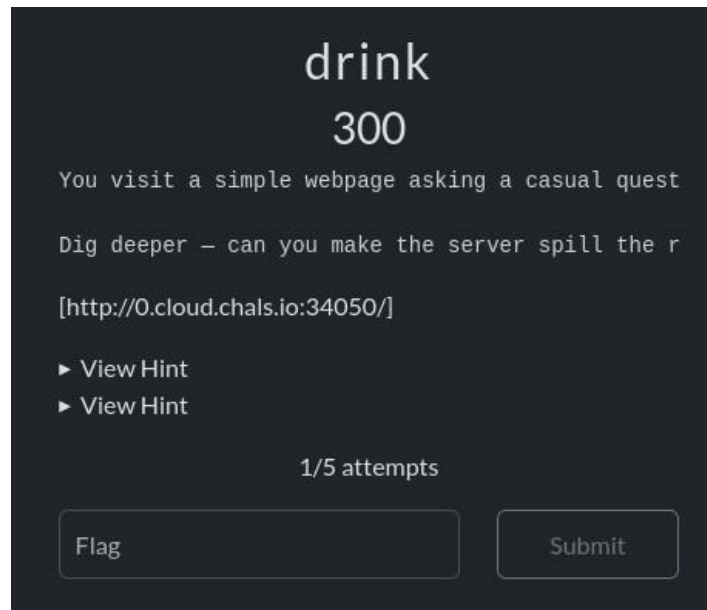 drink
300
You visit a simple webpage asking a casual quest
Dig deeper — can you make the server spill the r
[http://0.cloud.chals.io:34050/]
▸ View Hint
▸ View Hint
1/5 attempts
Flag
Submit